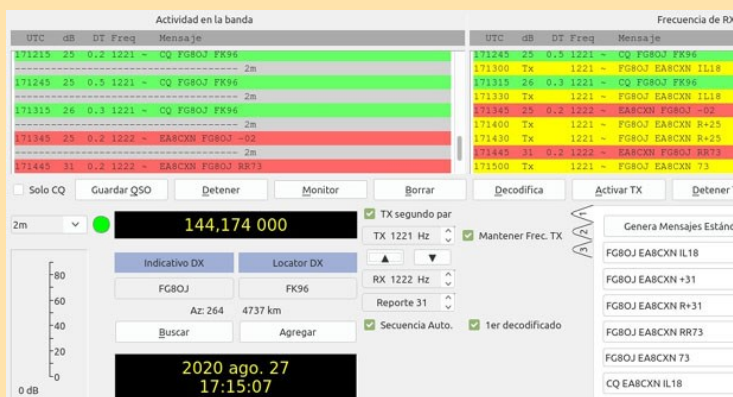 Actividad en la banda
UTC dB DT Freq Mensaje
171215 25 0.2 1221 ~ CQ FG8OJ FK96
------------------------------------ 2m
171245 25 0.5 1221 ~ CQ FG8OJ FK96
------------------------------------ 2m
171315 26 0.3 1221 ~ CQ FG8OJ FK96
------------------------------------ 2m
171345 25 0.2 1222 ~ EA8CXN FG8OJ -02
------------------------------------ 2m
171445 31 0.2 1222 ~ EA8CXN FG8OJ RR73
Frecuencia de RX
UTC dB DT Freq Mensaje
171245 25 0.5 1221 ~ CQ FG8OJ FK96
171300 Tx 1221 ~ FG8OJ EA8CXN IL18
171315 26 0.3 1221 ~ CQ FG8OJ FK96
171330 Tx 1221 ~ FG8OJ EA8CXN IL18
171345 25 0.2 1222 ~ EA8CXN FG8OJ -02
171400 Tx 1221 ~ FG8OJ EA8CXN R+25
171430 Tx 1221 ~ FG8OJ EA8CXN R+25
171445 31 0.2 1222 ~ EA8CXN FG8OJ RR73
171500 Tx 1221 ~ FG8OJ EA8CXN 73
Solo CQ Guardar QSO Detener Monitor Borrar Decodifica Activar TX Detener
2m
144,174 000
TX segundo par
TX 1221 Hz
Mantener Frec. TX
Indicativo DX Locator DX
FG8OJ FK96
Az: 264 4737 km
Buscar Agregar
RX 1222 Hz
Reporte 31
Secuencia Auto. 1er decodificado
2020 ago. 27
17:15:07
80
60
40
20
0
0 dB
1
2
3
Genera Mensajes Estánd
FG8OJ EA8CXN IL18
FG8OJ EA8CXN +31
FG8OJ EA8CXN R+31
FG8OJ EA8CXN RR73
FG8OJ EA8CXN 73
CQ EA8CXN IL18